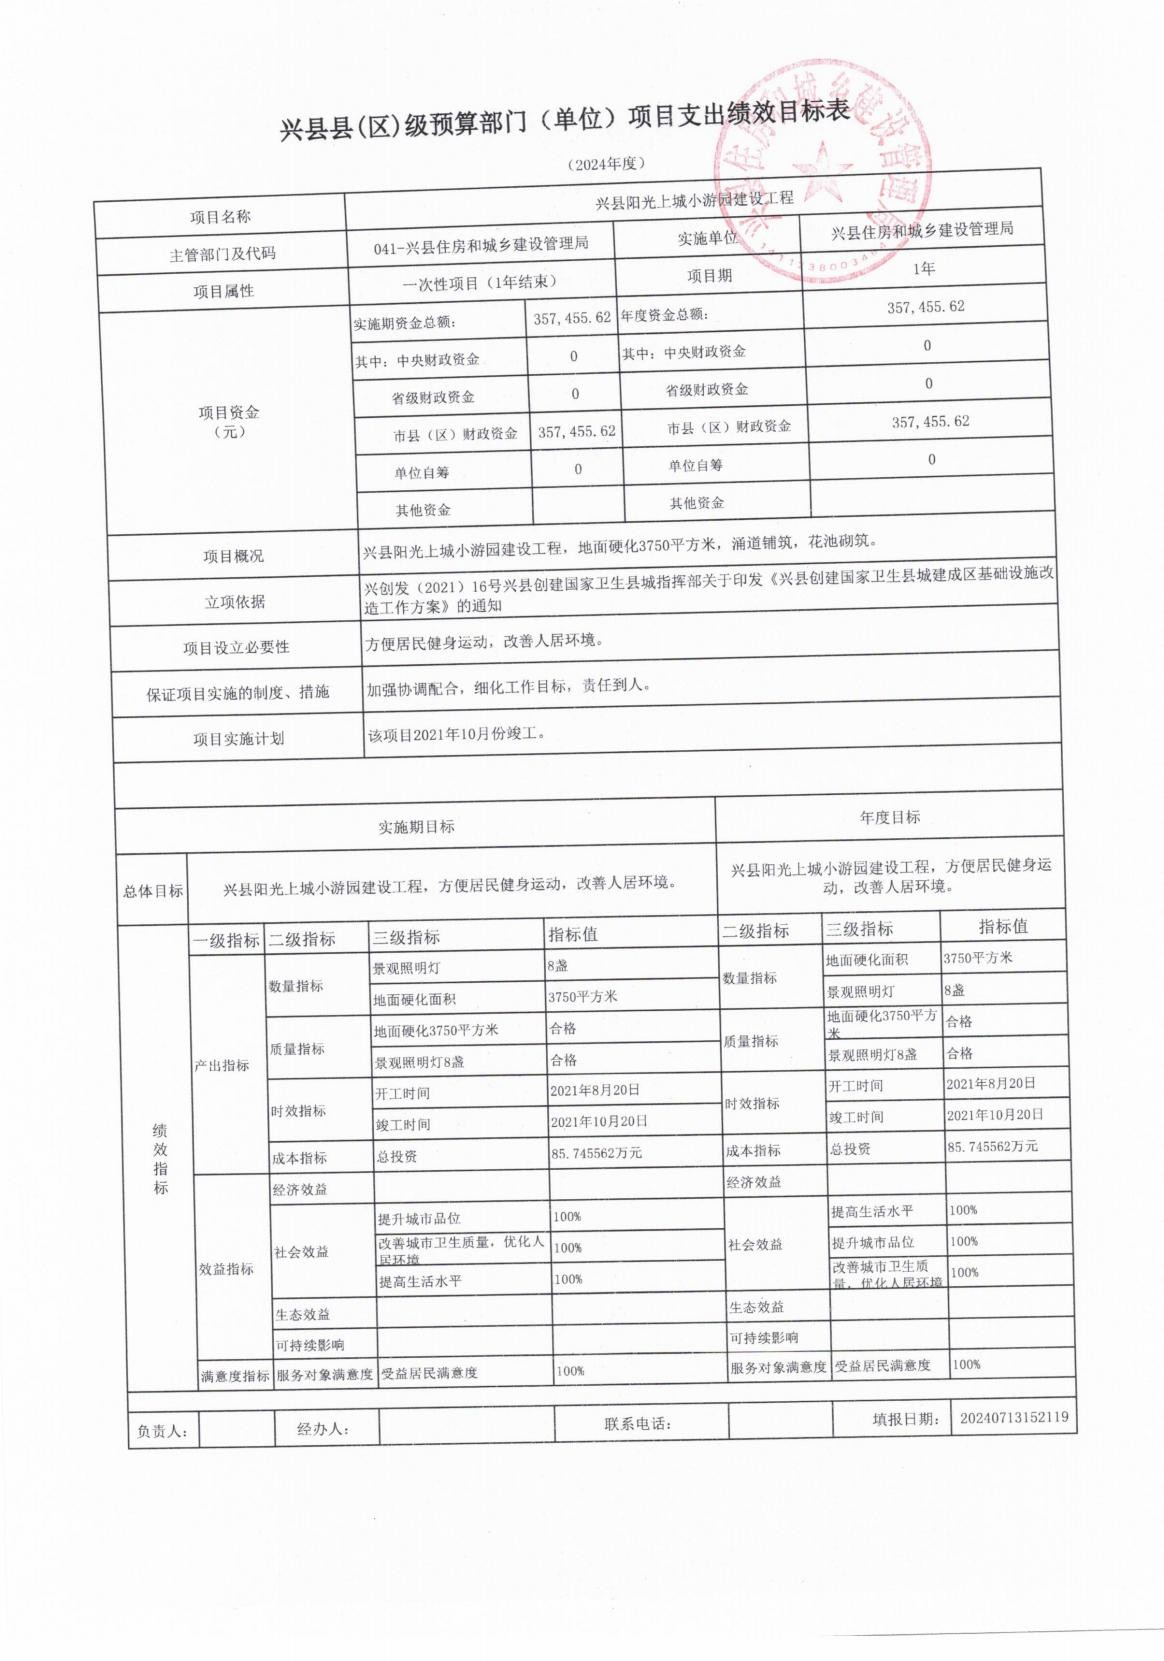 兴县县(区)级预算部门（单位）项目支出绩效目标表
（2024年度）
项目名称 兴县阳光上城小游园建设工程
主管部门及代码 041-兴县住房和城乡建设管理局 实施单位 兴县住房和城乡建设管理局
项目属性 一次性项目（1年结束） 项目期 1年
项目资金
（元）
实施期资金总额： 357,455.62 年度资金总额： 357,455.62
其中：中央财政资金 0 其中：中央财政资金 0
省级财政资金 0 省级财政资金 0
市县（区）财政资金 357,455.62 市县（区）财政资金 357,455.62
单位自筹 0 单位自筹 0
其他资金 其他资金
项目概况 兴县阳光上城小游园建设工程，地面硬化3750平方米，涌道铺筑，花池砌筑。
立项依据 兴创发（2021）16号兴县创建国家卫生县城指挥部关于印发《兴县创建国家卫生县城建成区基础设施改
造工作方案》的通知
项目设立必要性 方便居民健身运动，改善人居环境。
保证项目实施的制度、措施 加强协调配合，细化工作目标，责任到人。
项目实施计划 该项目2021年10月份竣工。
实施期目标 年度目标
总体目标 兴县阳光上城小游园建设工程，方便居民健身运动，改善人居环境。 兴县阳光上城小游园建设工程，方便居民健身运
动，改善人居环境。
绩效指标
一级指标 二级指标 三级指标 指标值 二级指标 三级指标 指标值
产出指标
数量指标 景观照明灯 8盏 数量指标 地面硬化面积 3750平方米
地面硬化面积 3750平方米 景观照明灯 8盏
质量指标 地面硬化3750平方米 合格 质量指标 地面硬化3750平方
米 合格
景观照明灯8盏 合格 景观照明灯8盏 合格
时效指标 开工时间 2021年8月20日 时效指标 开工时间 2021年8月20日
竣工时间 2021年10月20日 竣工时间 2021年10月20日
成本指标 总投资 85.745562万元 成本指标 总投资 85.745562万元
效益指标
经济效益 经济效益
社会效益 提升城市品位 100% 社会效益 提高生活水平 100%
改善城市卫生质量，优化人
居环境 100% 提升城市品位 100%
提高生活水平 100% 改善城市卫生质
量，优化人居环境 100%
生态效益 生态效益
可持续影响 可持续影响
满意度指标 服务对象满意度 受益居民满意度 100% 服务对象满意度 受益居民满意度 100%
负责人： 经办人： 联系电话： 填报日期： 20240713152119
兴县住房和城乡建设管理局